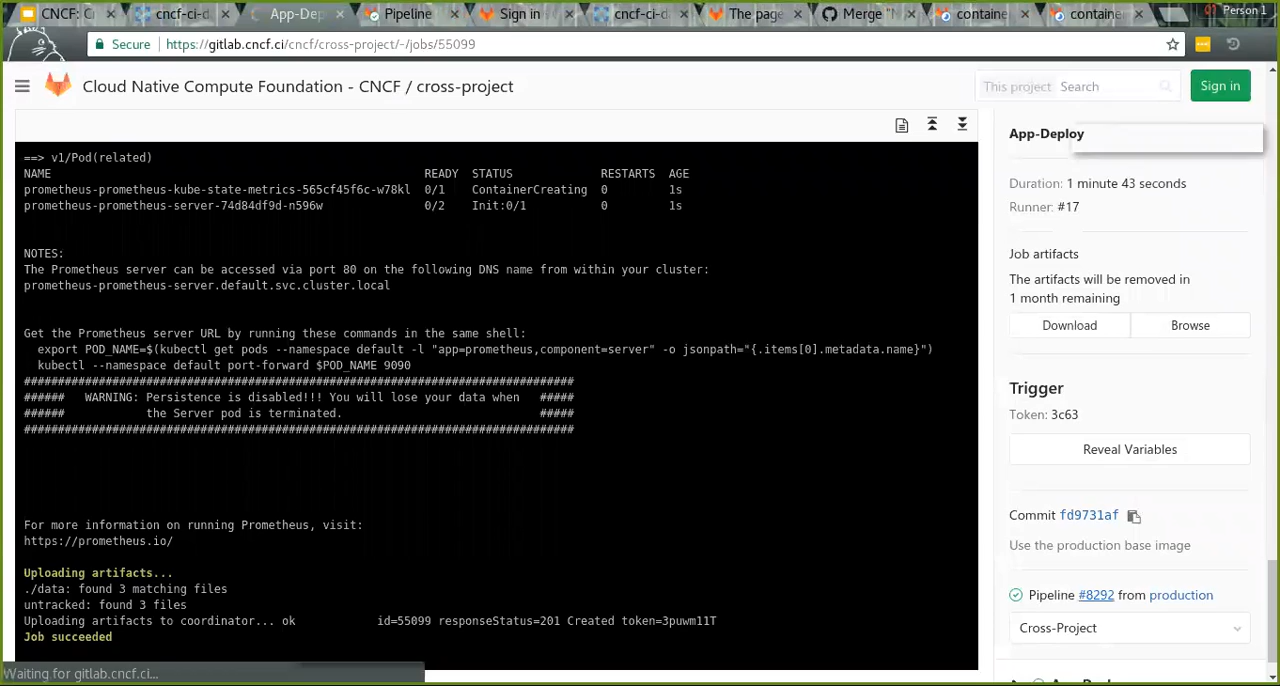 CNCF: C
cncf-ci-d
App-Dep
Pipeline
Sign in
cncf-ci-d
The page
Merge "M
containe
containe
Person 1
Secure
https://gitlab.cncf.ci/cncf/cross-project/-/jobs/55099
Cloud Native Compute Foundation - CNCF / cross-project
This project
Search
Sign in
==> v1/Pod(related)
NAME READY STATUS RESTARTS AGE
prometheus-prometheus-kube-state-metrics-565cf45f6c-w78kl 0/1 ContainerCreating 0 1s
prometheus-prometheus-server-74d84df9d-n596w 0/2 Init:0/1 0 1s
NOTES:
The Prometheus server can be accessed via port 80 on the following DNS name from within your cluster:
prometheus-prometheus-server.default.svc.cluster.local
Get the Prometheus server URL by running these commands in the same shell:
export POD_NAME=$(kubectl get pods --namespace default -l "app=prometheus,component=server" -o jsonpath="{.items[0].metadata.name}")
kubectl --namespace default port-forward $POD_NAME 9090
#################################################################################
###### WARNING: Persistence is disabled!!! You will lose your data when #####
###### the Server pod is terminated. #####
#################################################################################
For more information on running Prometheus, visit:
https://prometheus.io/
Uploading artifacts...
./data: found 3 matching files
untracked: found 3 files
Uploading artifacts to coordinator... ok id=55099 responseStatus=201 Created token=3puwm11T
Job succeeded
Waiting for gitlab.cncf.ci...
App-Deploy
Duration: 1 minute 43 seconds
Runner: #17
Job artifacts
The artifacts will be removed in
1 month remaining
Download
Browse
Trigger
Token: 3c63
Reveal Variables
Commit fd9731af
Use the production base image
Pipeline #8292 from production
Cross-Project